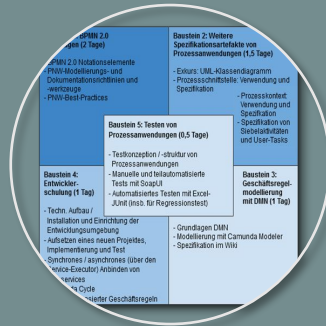 BPMN 2.0
(2 Tage)
BPMN 2.0 Notationselemente
- PNW-Modellierungs- und
Dokumentationsrichtlinien und
-werkzeuge
- PNW-Best-Practices
Baustein 2: Weitere
Spezifikationsartefakte von
Prozessanwendungen (1,5 Tage)
- Exkurs: UML-Klassendiagramm
- Prozessschnittstelle: Verwendung und
Spezifikation
- Prozesskontext:
Verwendung und
Spezifikation
- Spezifikation von
Siebelaktivitäten
und User-Tasks
Baustein 5: Testen von
Prozessanwendungen (0,5 Tage)
- Testkonzeption / -struktur von
Prozessanwendungen
- Manuelle und teilautomatisierte
Tests mit SoapUI
- Automatisiertes Testen mit Excel-
JUnit (insb. für Regressionstest)
Baustein 4:
Entwickler-
schulung (1 Tag)
- Techn. Aufbau /
Installation und Einrichtung der
Entwicklungsumgebung
- Aufsetzen eines neuen Projektes,
Implementierung und Test
- Synchrones / asynchrones (über den
Service-Executor) Anbinden von
services
Cycle
basierter Geschäftsregeln
Baustein 3:
Geschäftsregel-
modellierung
mit DMN (1 Tag)
- Grundlagen DMN
- Modellierung mit Camunda Modeler
- Spezifikation im Wiki